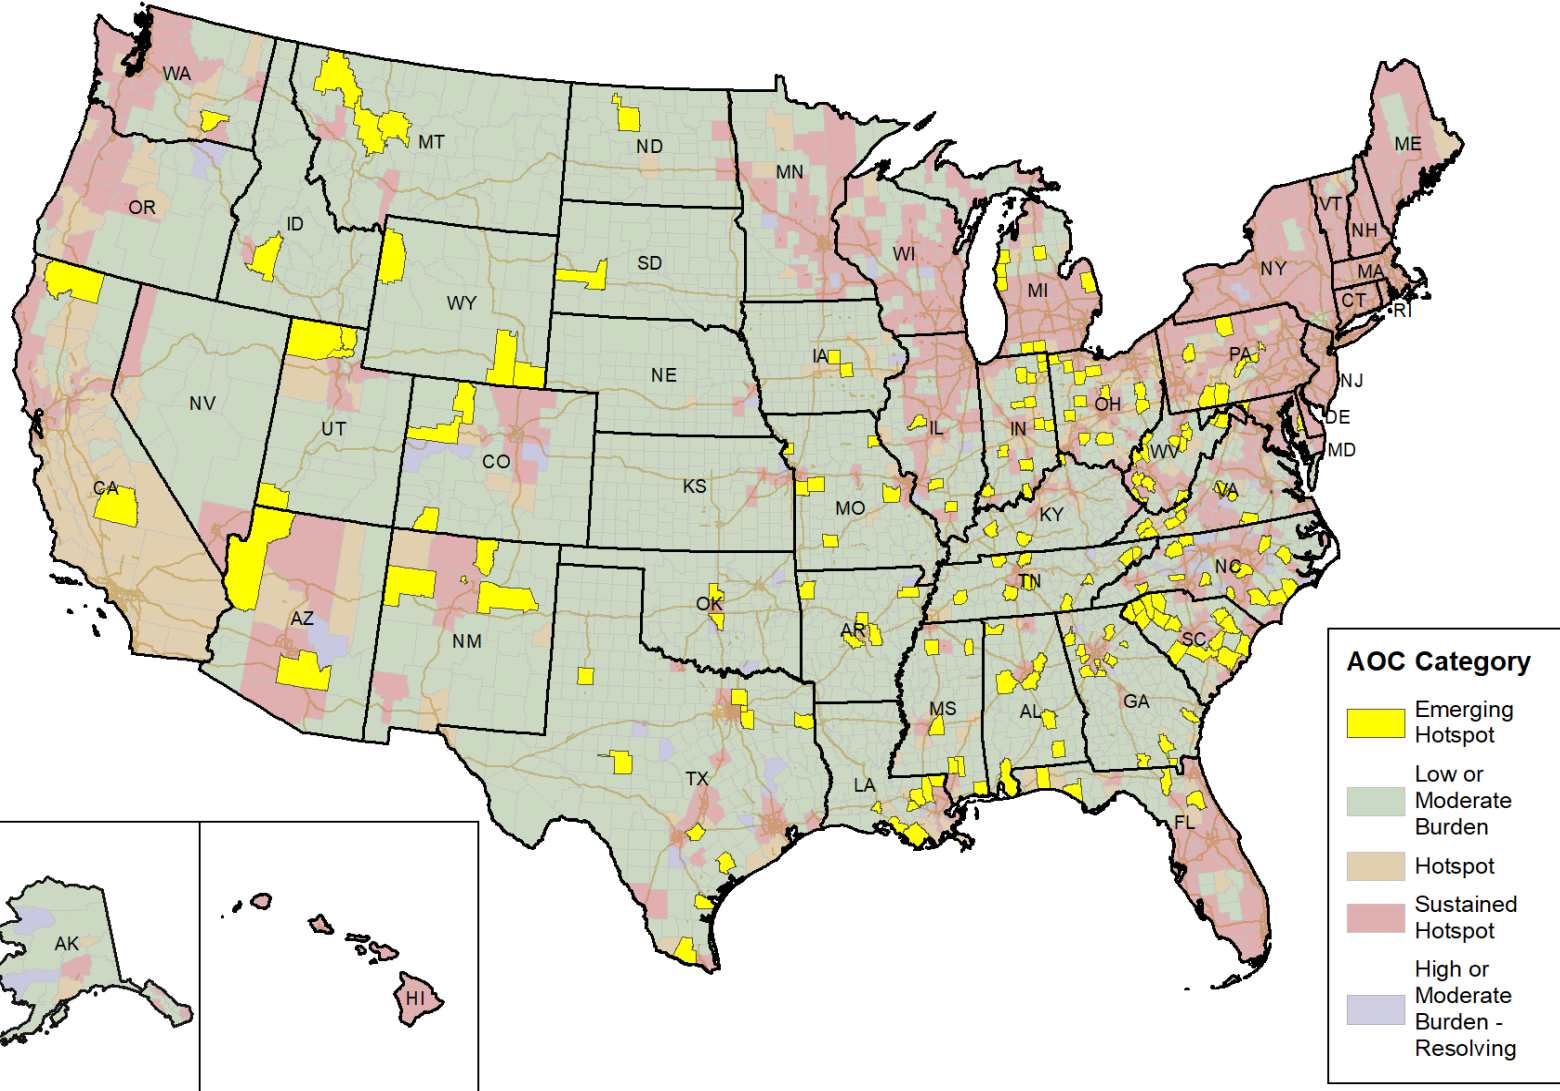 WA
MT
ND
MN
ME
OR
ID
VT
NH
SD
WI
NY
MA
WY
MI
CT
RI
IA
NE
PA
NJ
NV
OH
DE
UT
IL
IN
CO
WV
MD
CA
KS
MO
VA
KY
NC
TN
OK
AZ
AR
NM
SC
MS
AL
GA
TX
LA
FL
AK
HI
AOC Category
Emerging
Hotspot
Low or
Moderate
Burden
Hotspot
Sustained
Hotspot
High or
Moderate
Burden -
Resolving